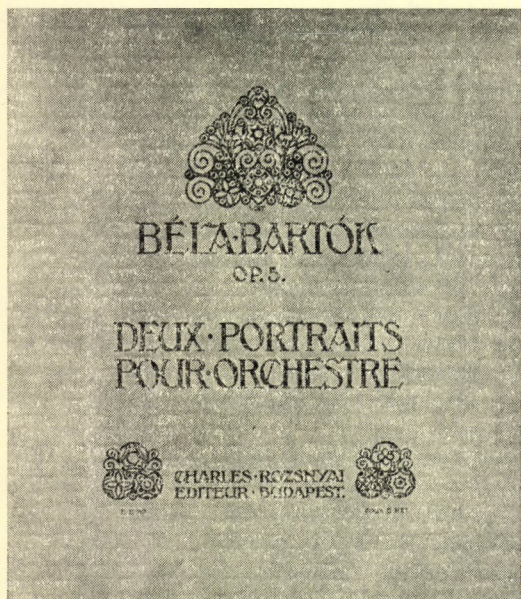 BÉLA·BARTÓK
OP. 5.
DEUX·PORTRAITS
POUR·ORCHESTRE
CHARLES·ROZSNYAI
EDITEUR·BUDAPEST.